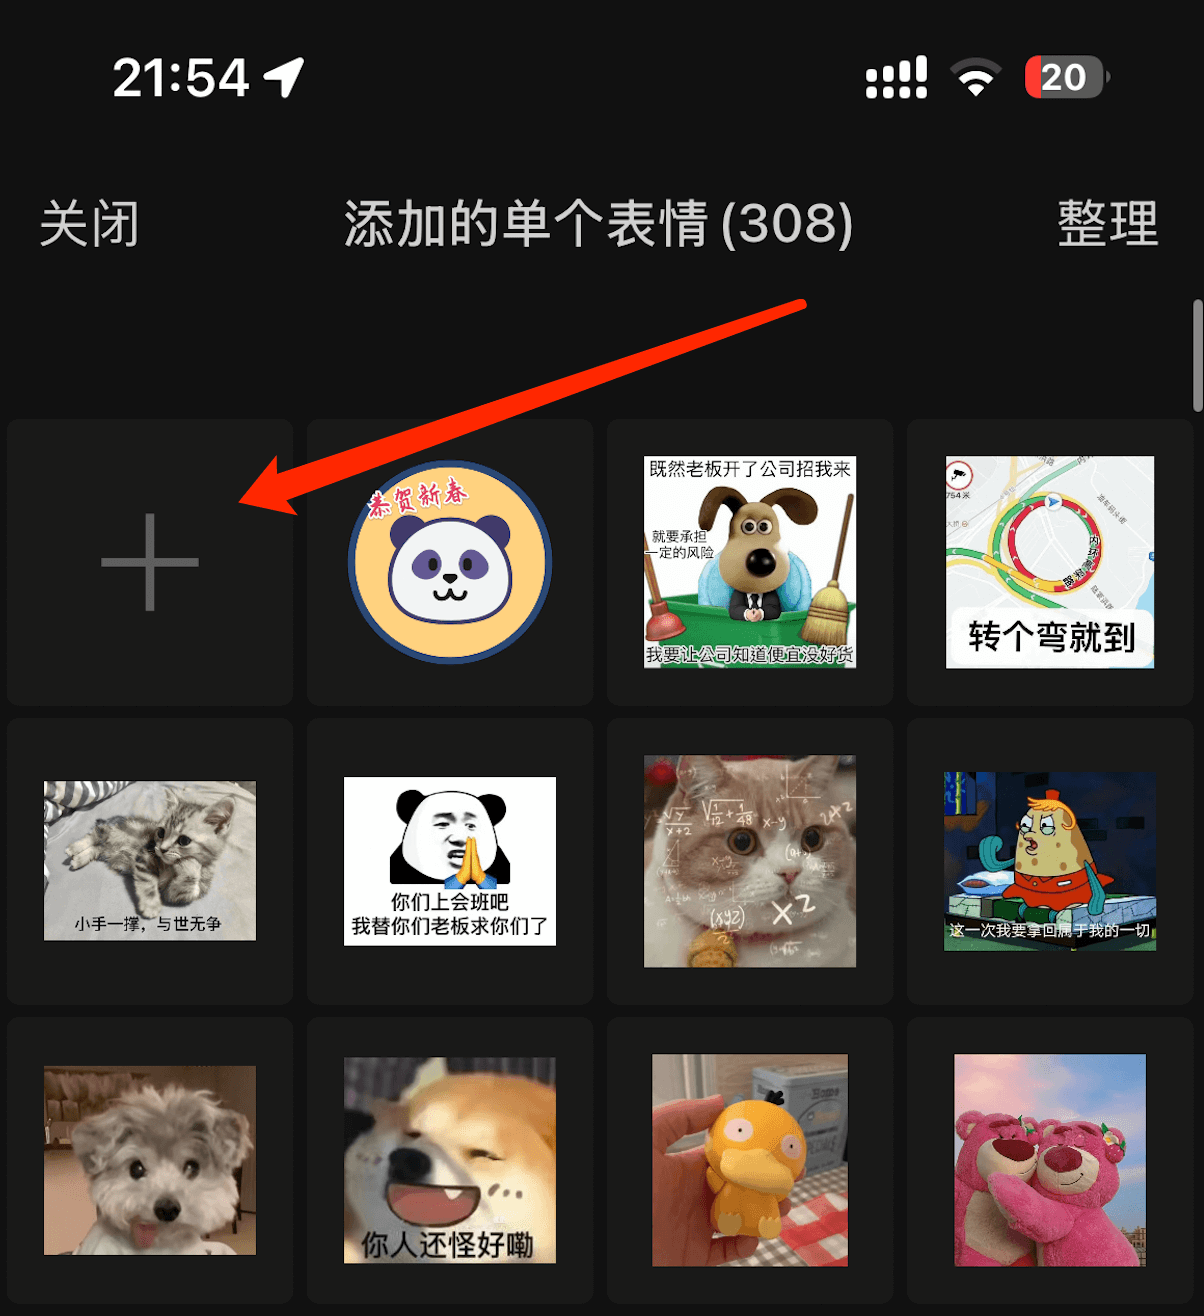 21:54
20
关闭
添加的单个表情(308)
整理
恭贺新春
既然老板开了公司招我来
就要承担
一定的风险
我要让公司知道便宜没好货
754米
内环高架路
转个弯就到
小手一撑，与世无争
你们上会班吧
我替你们老板求你们了
这一次我要拿回属于我的一切
你人还怪好嘞